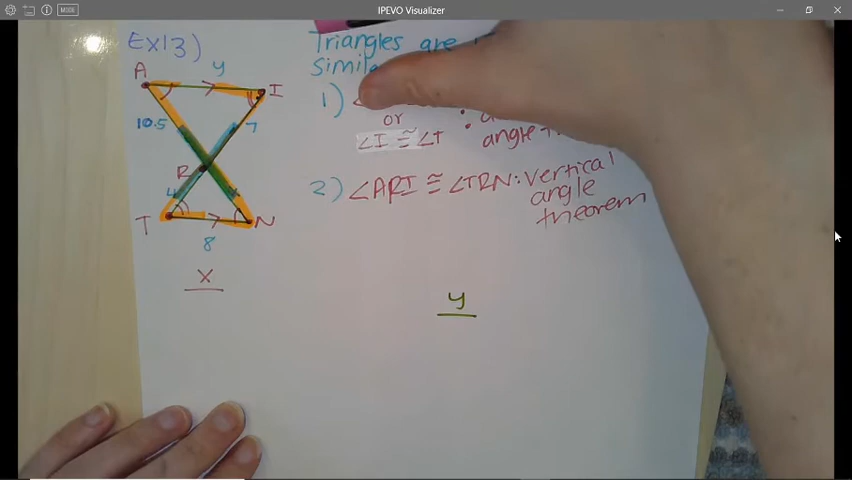 IPEVO Visualizer
MODE
EX13)
Triangles are
1)
or
∠I ≅ ∠T
angle
2) ∠ARI ≅ ∠TRN: vertical
angle
theorem
A
y
I
10.5
7
R
4
T
N
8
x
y